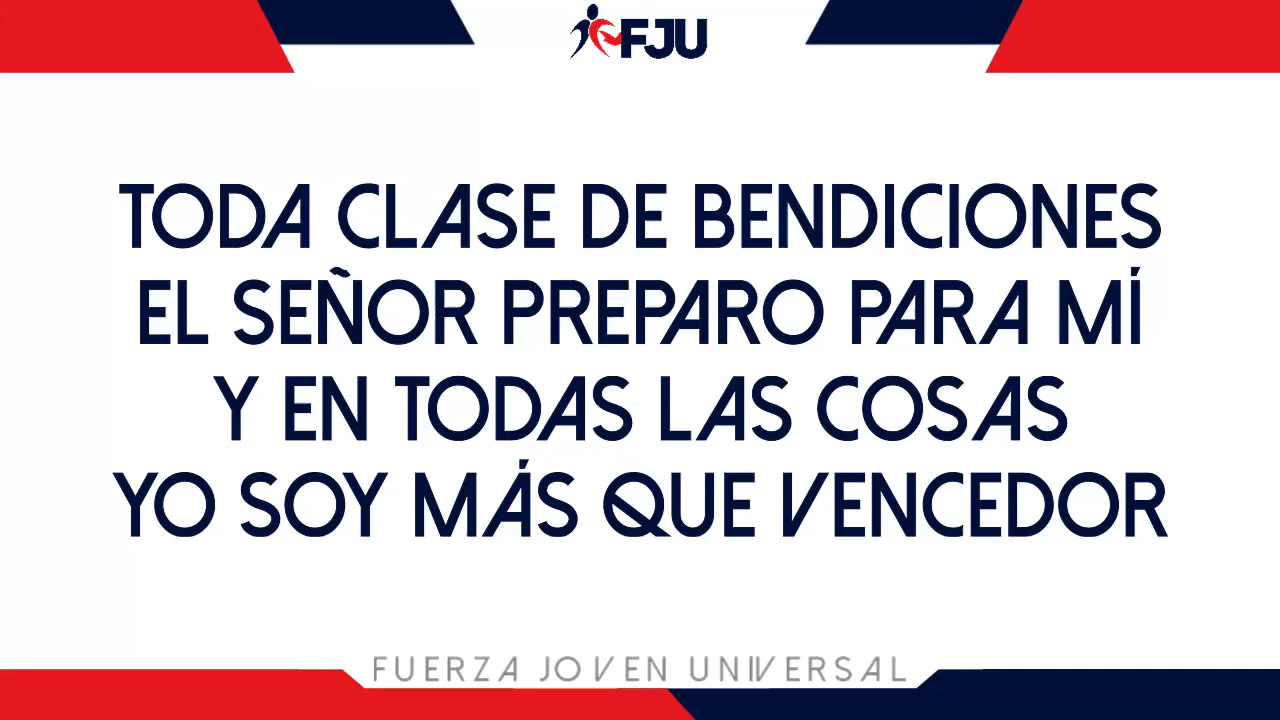 FJU
TODA CLASE DE BENDICIONES
EL SEÑOR PREPARO PARA MÍ
Y EN TODAS LAS COSAS
YO SOY MÁS QUE VENCEDOR
FUERZA JOVEN UNIVERSAL